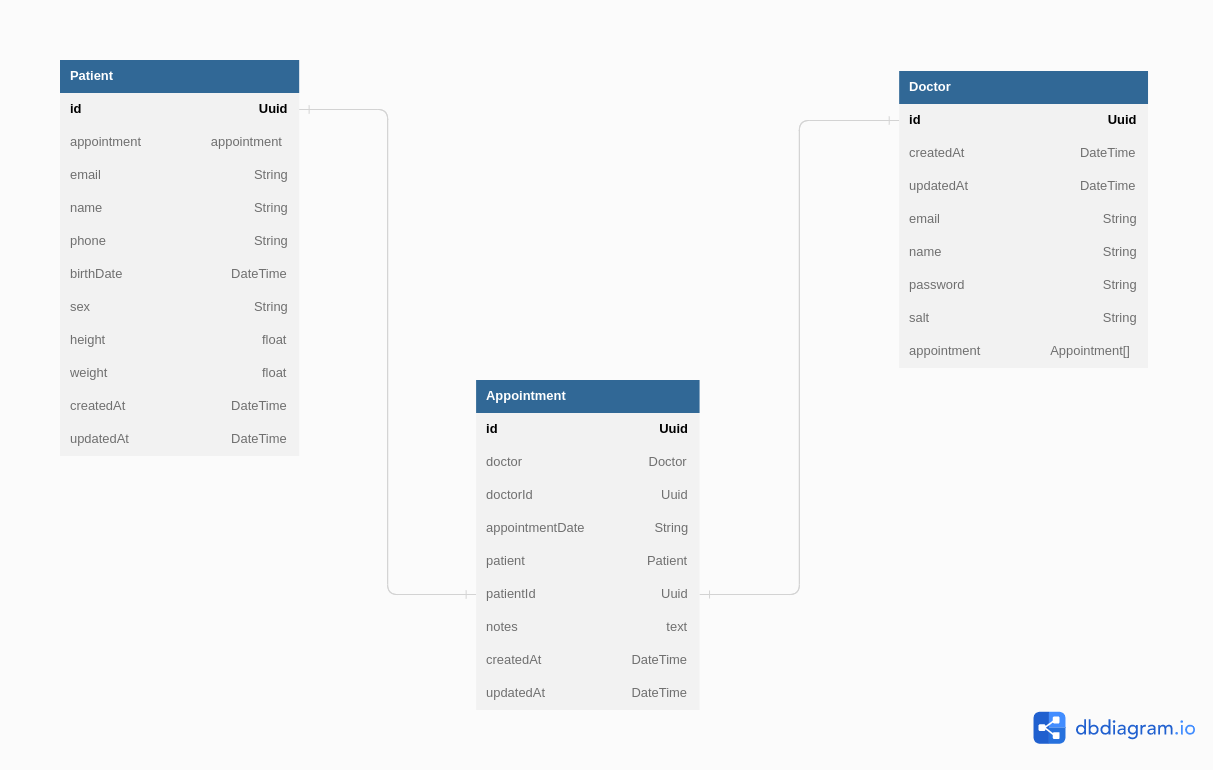 Patient
id Uuid
appointment appointment
email String
name String
phone String
birthDate DateTime
sex String
height float
weight float
createdAt DateTime
updatedAt DateTime
Doctor
id Uuid
createdAt DateTime
updatedAt DateTime
email String
name String
password String
salt String
appointment Appointment[]
Appointment
id Uuid
doctor Doctor
doctorId Uuid
appointmentDate String
patient Patient
patientId Uuid
notes text
createdAt DateTime
updatedAt DateTime
dbdiagram.io